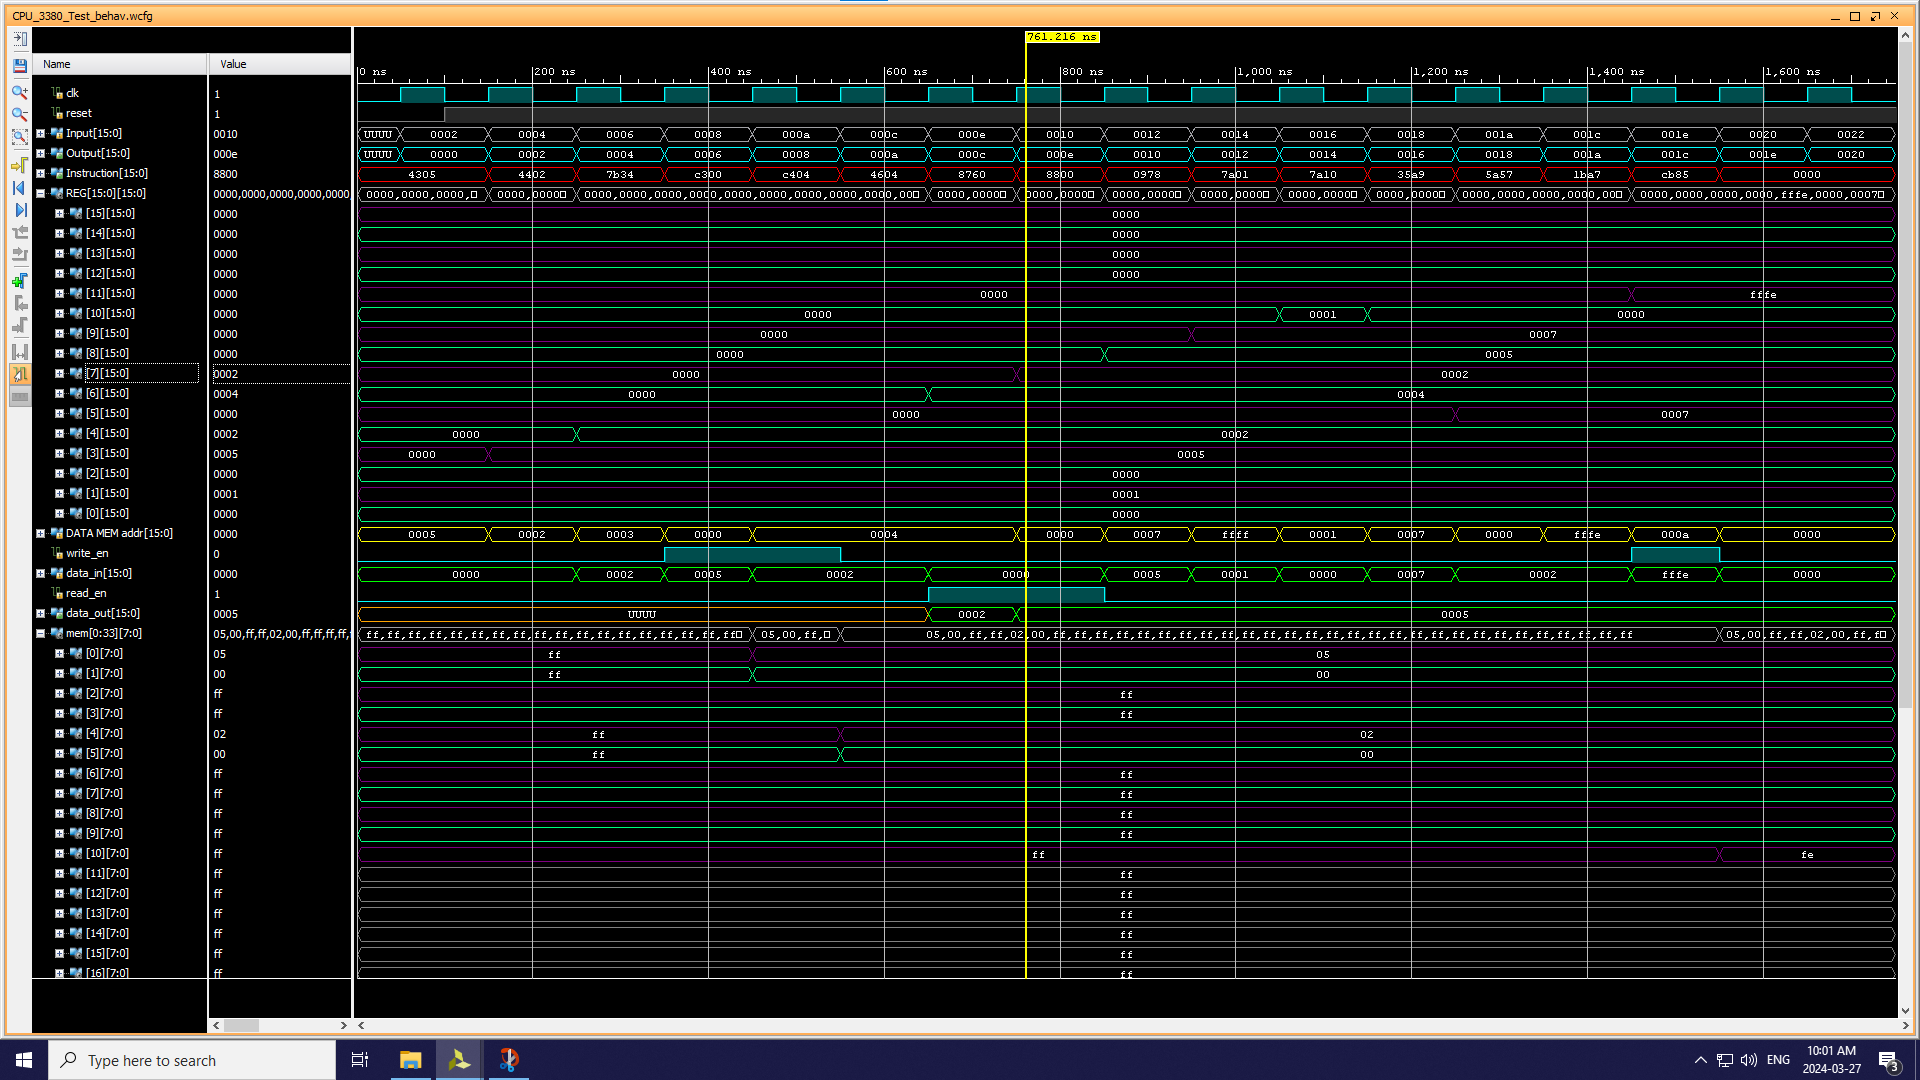 CPU_3380_Test_behav.wcfg
761.216 ns
Name Value
0 ns 200 ns 400 ns 600 ns 800 ns 1,000 ns 1,200 ns 1,400 ns 1,600 ns
clk 1
reset 1
Input[15:0] 0010 UUUU 0002 0004 0006 0008 000a 000c 000e 0010 0012 0014 0016 0018 001a 001c 001e 0020 0022
Output[15:0] 000e UUUU 0000 0002 0004 0006 0008 000a 000c 000e 0010 0012 0014 0016 0018 001a 001c 001e 0020
Instruction[15:0] 8800 4305 4402 7b34 c300 c404 4604 8760 8800 0978 7a01 7a10 35a9 5a57 1ba7 cb85 0000
REG[15:0][15:0] 0000,0000,0000,0000,0000, 0000,0000,0000,0 0000,0000 0000,0000,0000,0000,0000,0000,0000,0000,0000,0000 0000,0000 0000,0000 0000,0000 0000,0000 0000,0000 0000,0000 0000,0000,0000,0000 0000,0000,0000,0000,fffe,0000,0007
[15][15:0] 0000 0000
[14][15:0] 0000 0000
[13][15:0] 0000 0000
[12][15:0] 0000 0000
[11][15:0] 0000 0000 fffe
[10][15:0] 0000 0000 0001 0000
[9][15:0] 0000 0000 0007
[8][15:0] 0000 0000 0005
[7][15:0] 0002 0000 0002
[6][15:0] 0004 0000 0004
[5][15:0] 0000 0000 0007
[4][15:0] 0002 0000 0002
[3][15:0] 0005 0000 0005
[2][15:0] 0000 0000
[1][15:0] 0001 0001
[0][15:0] 0000 0000
DATA MEM addr[15:0] 0000 0005 0002 0003 0000 0004 0000 0007 ffff 0001 0007 0000 fffe 000a 0000
write_en 0
data_in[15:0] 0000 0000 0002 0005 0002 0000 0005 0001 0000 0007 0002 fffe 0000
read_en 1
data_out[15:0] 0005 UUUU 0002 0005
mem[0:33][7:0] 05,00,ff,ff,02,00,ff,ff,ff,ff, ff,ff,ff,ff,ff,ff,ff,ff,ff,ff,ff,ff,ff,ff,ff,ff,ff,ff,ff,ff,ff 05,00,ff, 05,00,ff,ff,02,00,ff,ff,ff,ff,ff,ff,ff,ff,ff,ff,ff,ff,ff,ff,ff,ff,ff,ff,ff,ff,ff,ff,ff,ff,ff,ff,ff,ff 05,00,ff,ff,02,00,ff,f
[0][7:0] 05 ff 05
[1][7:0] 00 ff 00
[2][7:0] ff ff
[3][7:0] ff ff
[4][7:0] 02 ff 02
[5][7:0] 00 ff 00
[6][7:0] ff ff
[7][7:0] ff ff
[8][7:0] ff ff
[9][7:0] ff ff
[10][7:0] ff ff fe
[11][7:0] ff ff
[12][7:0] ff ff
[13][7:0] ff ff
[14][7:0] ff ff
[15][7:0] ff ff
[16][7:0] ff ff
Type here to search
ENG
10:01 AM
2024-03-27
3